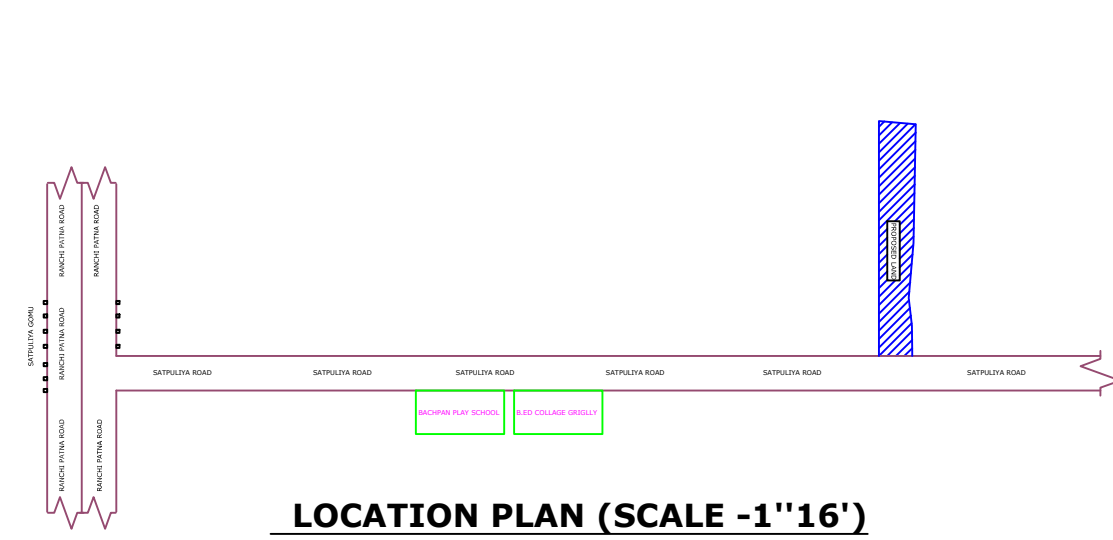 RANCHI PATNA ROAD
RANCHI PATNA ROAD
SATPULIYA GOMU
RANCHI PATNA ROAD
RANCHI PATNA ROAD
RANCHI PATNA ROAD
PROPOSED LAND
SATPULIYA ROAD
SATPULIYA ROAD
SATPULIYA ROAD
SATPULIYA ROAD
SATPULIYA ROAD
SATPULIYA ROAD
BACHPAN PLAY SCHOOL
B.ED COLLAGE GRIGLLY
LOCATION PLAN (SCALE -1''16')